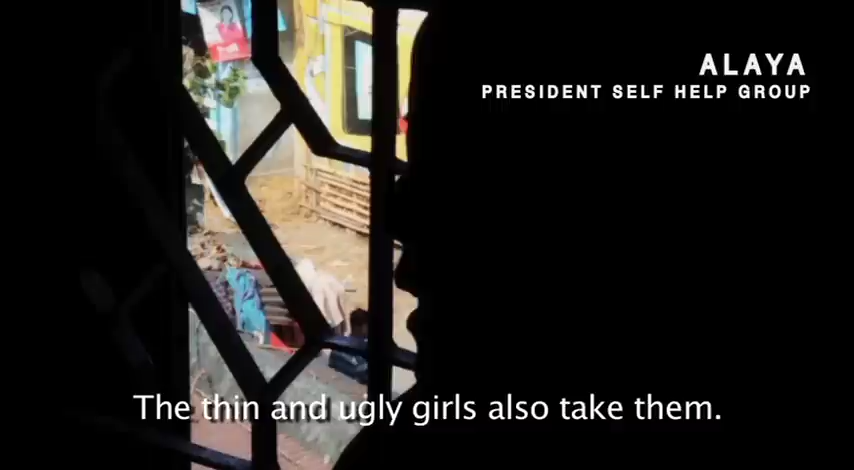 ALAYA
PRESIDENT SELF HELP GROUP
The thin and ugly girls also take them.